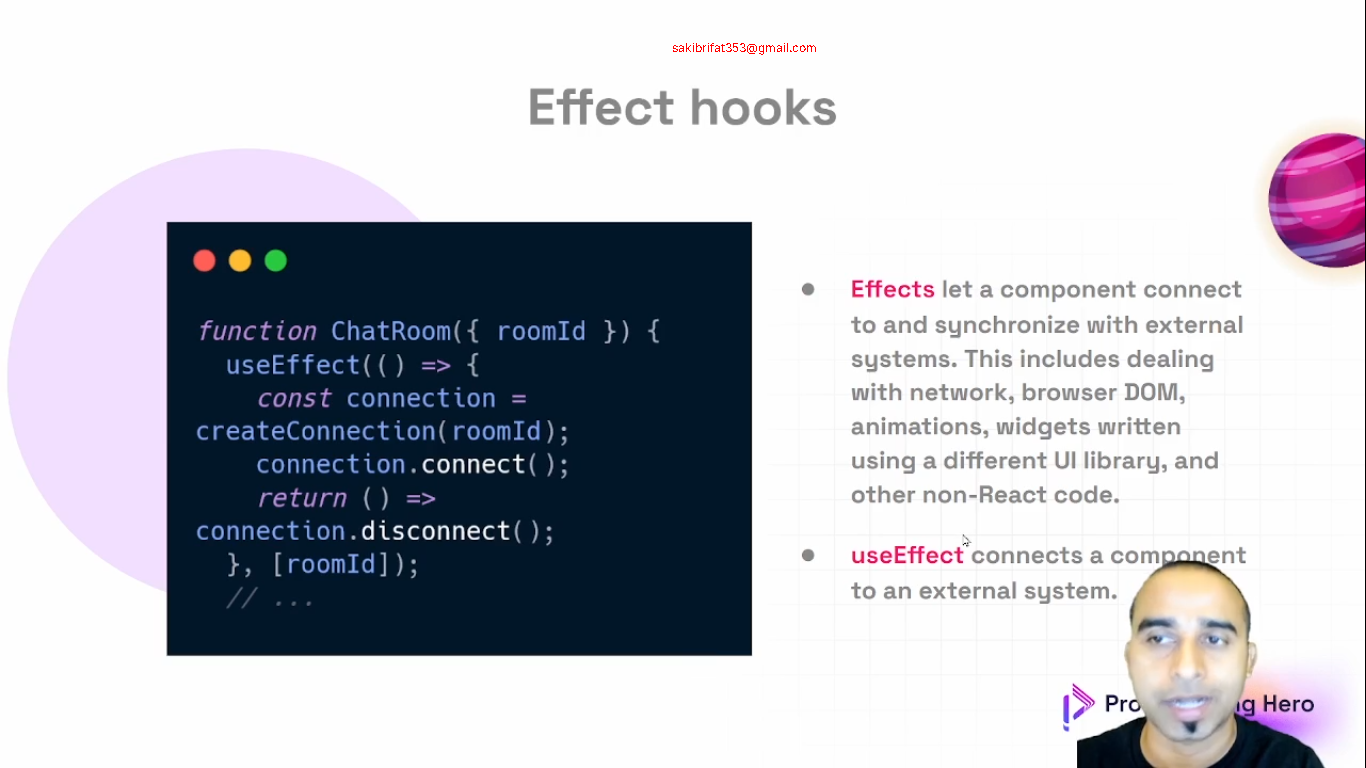 sakibrifat353@gmail.com
Effect hooks
function ChatRoom({ roomId }) {
useEffect(() => {
const connection =
createConnection(roomId);
connection.connect();
return () =>
connection.disconnect();
}, [roomId]);
// ...
Effects let a component connect
to and synchronize with external
systems. This includes dealing
with network, browser DOM,
animations, widgets written
using a different UI library, and
other non-React code.
useEffect connects a component
to an external system.
Hero